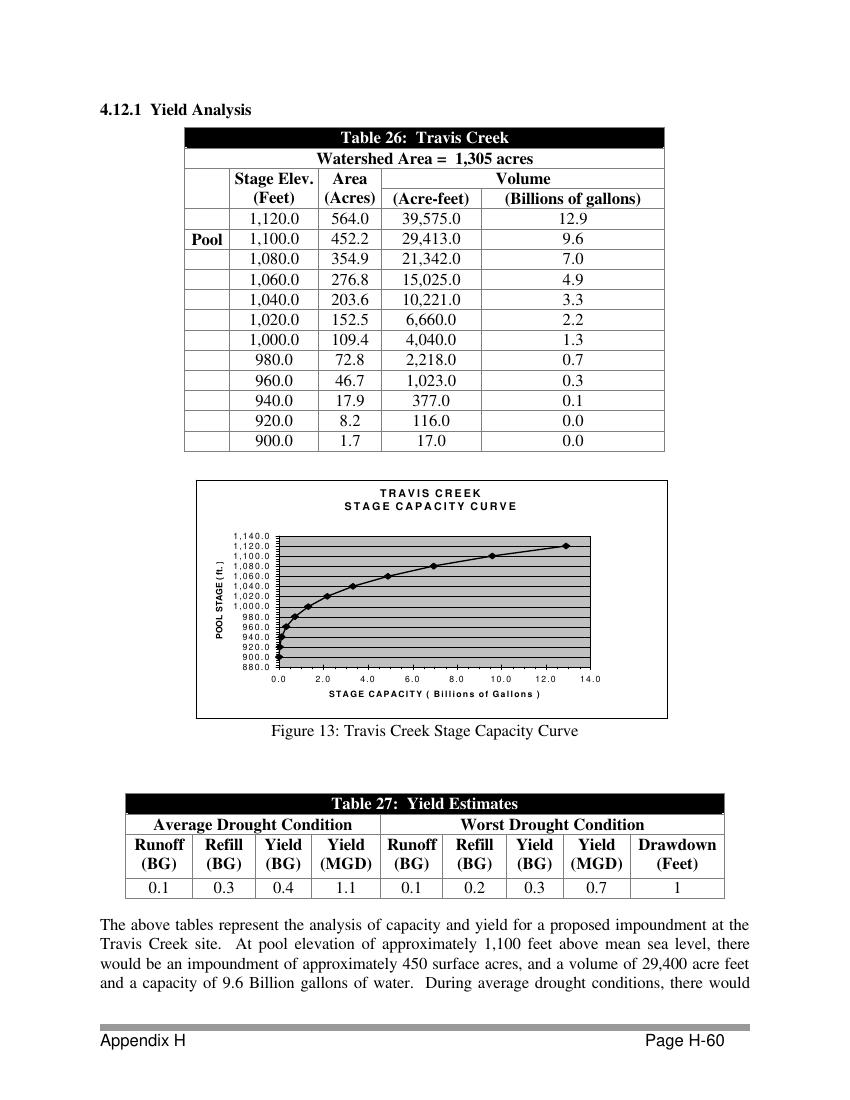 4.12.1 Yield Analysis
Table 26: Travis Creek
Watershed Area = 1,305 acres
Stage Elev. (Feet) Area (Acres) Volume
(Acre-feet) (Billions of gallons)
1,120.0 564.0 39,575.0 12.9
Pool 1,100.0 452.2 29,413.0 9.6
1,080.0 354.9 21,342.0 7.0
1,060.0 276.8 15,025.0 4.9
1,040.0 203.6 10,221.0 3.3
1,020.0 152.5 6,660.0 2.2
1,000.0 109.4 4,040.0 1.3
980.0 72.8 2,218.0 0.7
960.0 46.7 1,023.0 0.3
940.0 17.9 377.0 0.1
920.0 8.2 116.0 0.0
900.0 1.7 17.0 0.0
TRAVIS CREEK
STAGE CAPACITY CURVE
POOL STAGE ( ft. )
1,140.0
1,120.0
1,100.0
1,080.0
1,060.0
1,040.0
1,020.0
1,000.0
980.0
960.0
940.0
920.0
900.0
880.0
0.0 2.0 4.0 6.0 8.0 10.0 12.0 14.0
STAGE CAPACITY ( Billions of Gallons )
Figure 13: Travis Creek Stage Capacity Curve
Table 27: Yield Estimates
Average Drought Condition Worst Drought Condition
Runoff Refill Yield Yield Runoff Refill Yield Yield Drawdown
(BG) (BG) (BG) (MGD) (BG) (BG) (BG) (MGD) (Feet)
0.1 0.3 0.4 1.1 0.1 0.2 0.3 0.7 1
The above tables represent the analysis of capacity and yield for a proposed impoundment at the
Travis Creek site. At pool elevation of approximately 1,100 feet above mean sea level, there
would be an impoundment of approximately 450 surface acres, and a volume of 29,400 acre feet
and a capacity of 9.6 Billion gallons of water. During average drought conditions, there would
Appendix H Page H-60